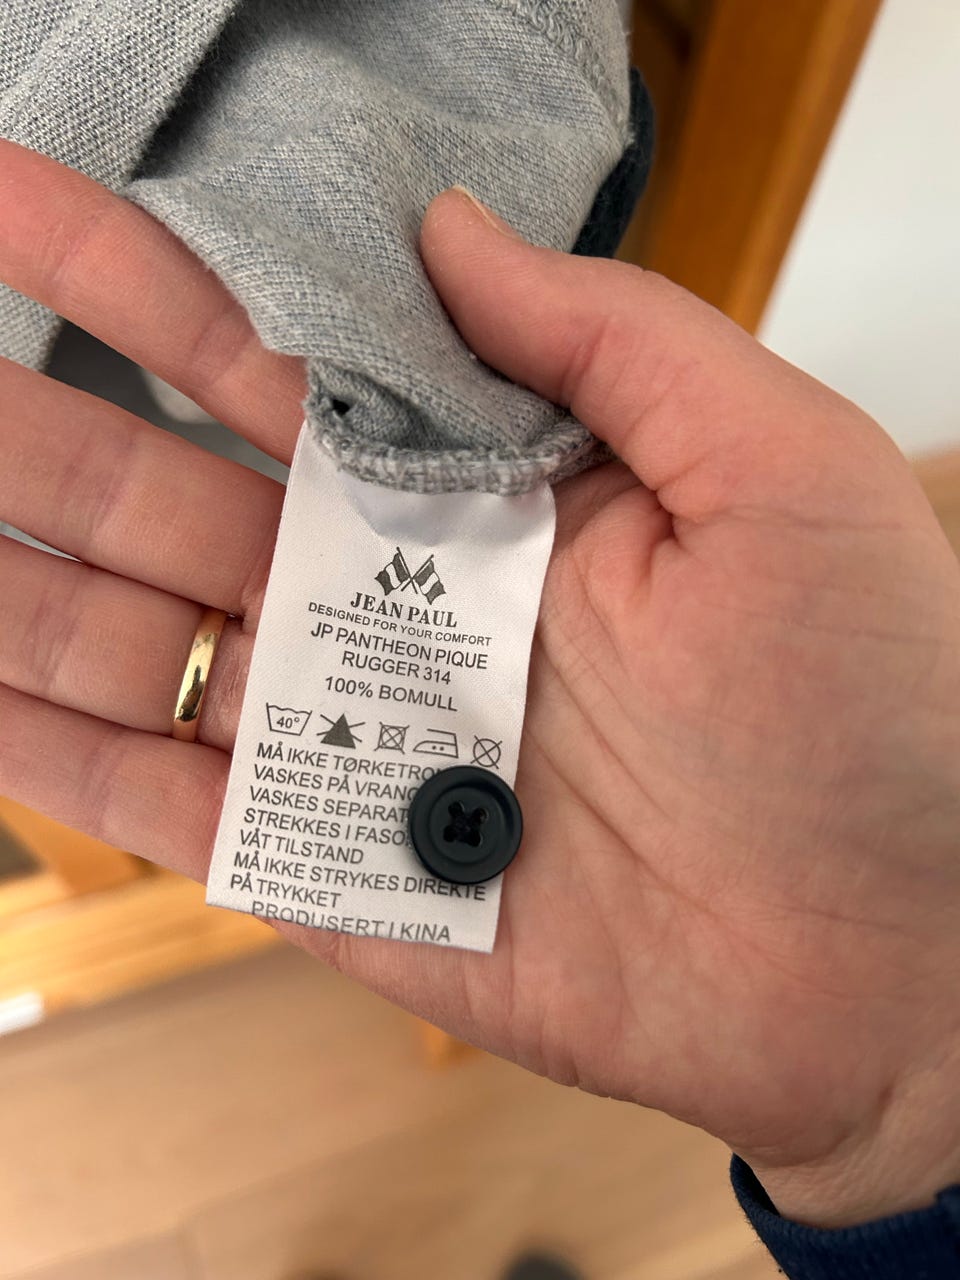 JEAN PAUL
DESIGNED FOR YOUR COMFORT
JP PANTHEON PIQUE
RUGGER 314
100% BOMULL
40°
MÅ IKKE
VASKES PÅ
VASKES
STREKKES I
VÅT TILSTAND
MÅ IKKE STRYKES DIREKTE
PÅ TRYKKET
PRODUSERT I KINA